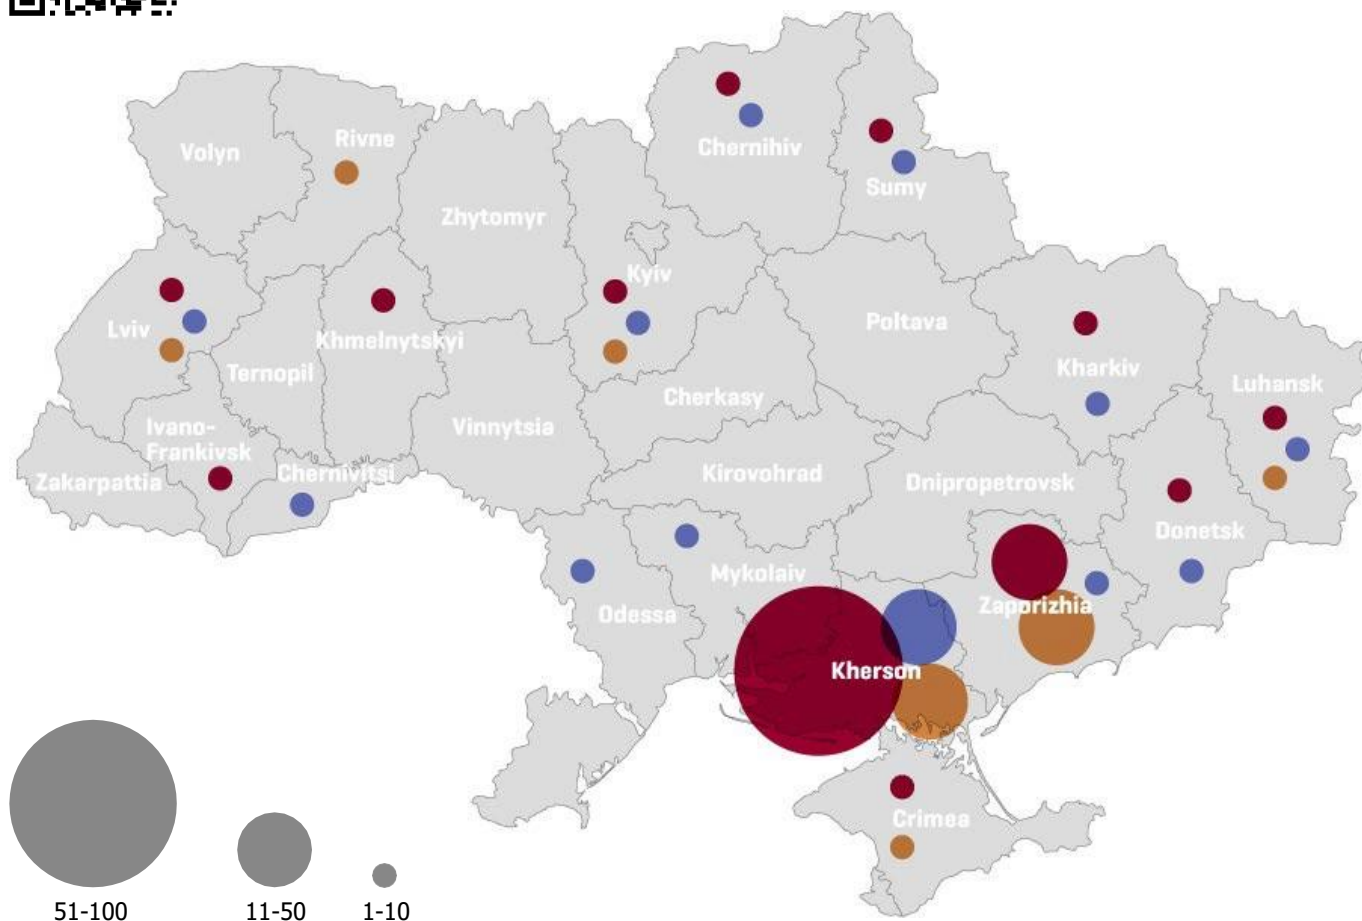 Chernihiv
Rivne
Volyn
Sumy
Zhytomyr
Kyiv
Lviv
Khmelnytskyi
Poltava
Ternopil
Kharkiv
Luhansk
Cherkasy
Ivano-
Frankivsk
Vinnytsia
Chernivitsi
Zakarpattia
Kirovohrad
Dnipropetrovsk
Donetsk
Mykolaiv
Odessa
Zaporizhia
Kherson
Crimea
51-100
11-50
1-10